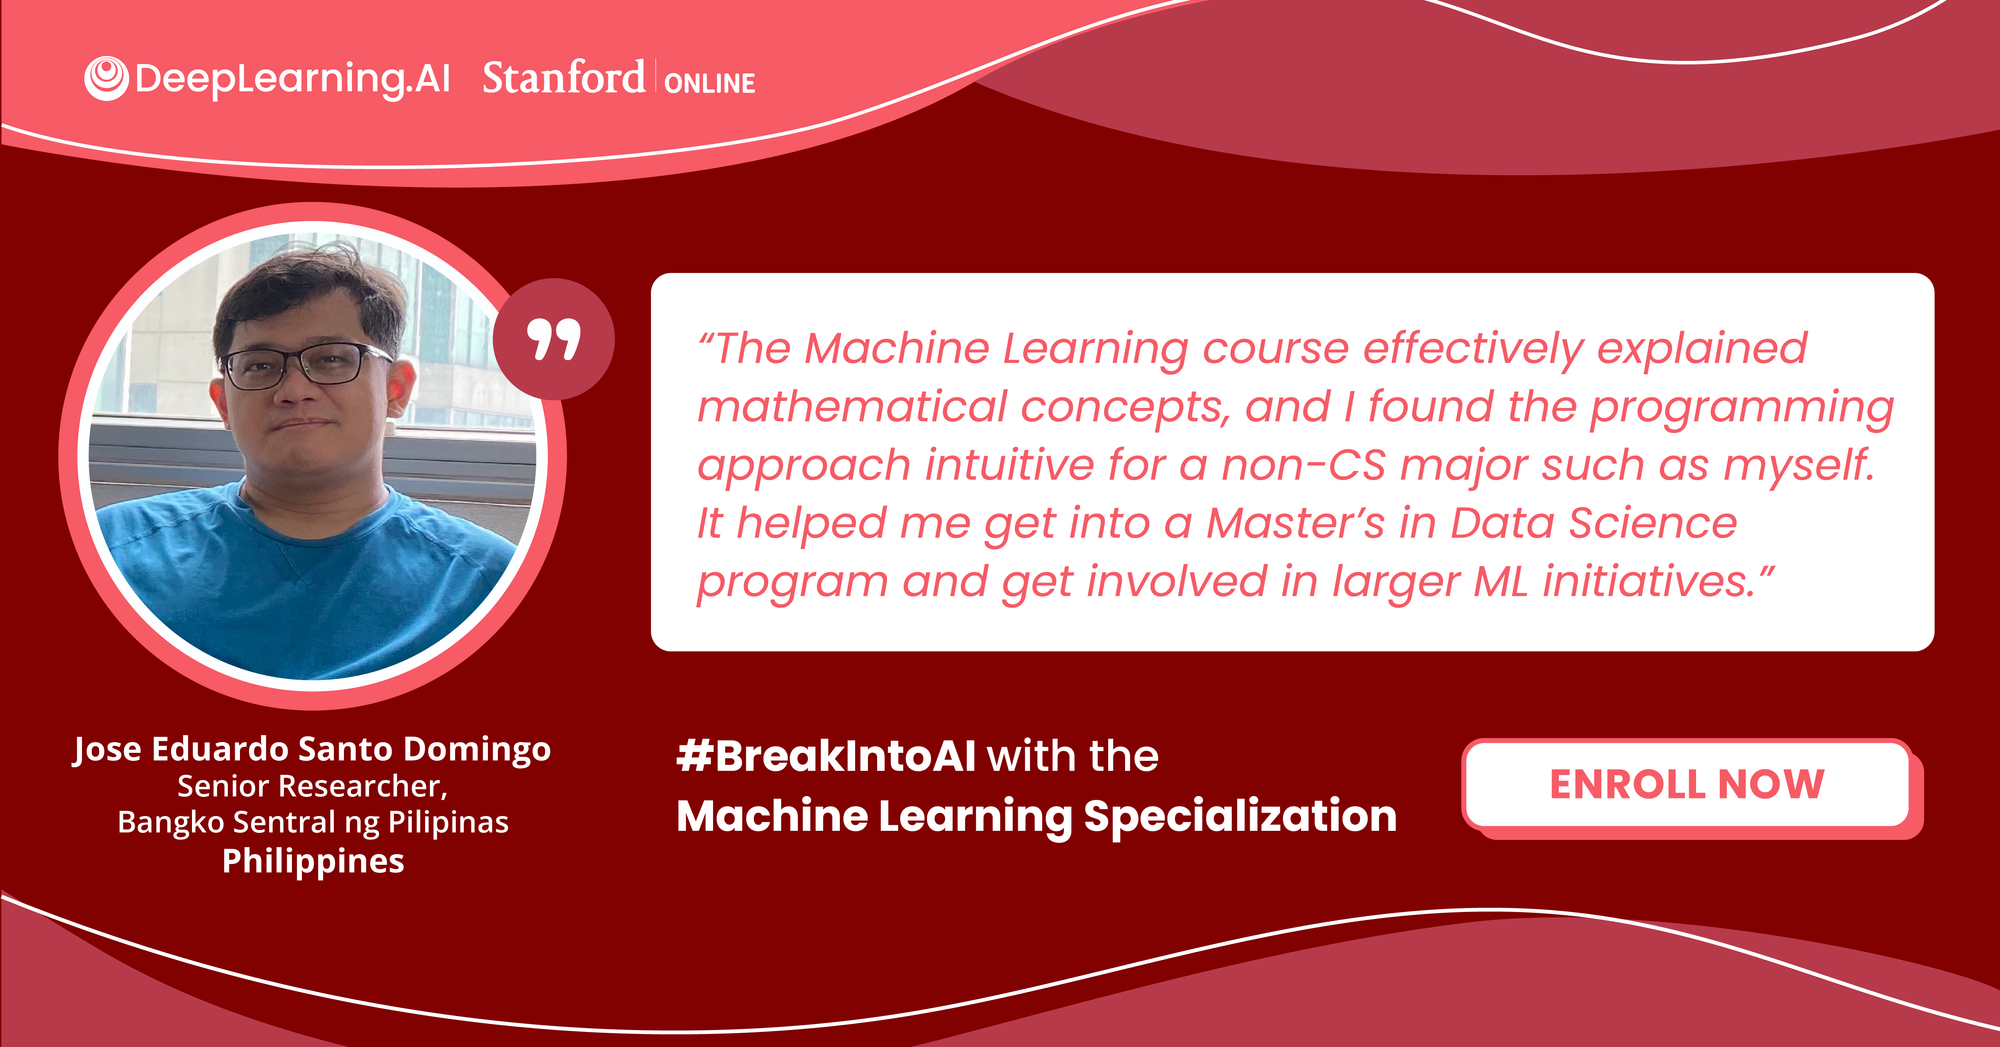 DeepLearning.AI Stanford ONLINE
“The Machine Learning course effectively explained
mathematical concepts, and I found the programming
approach intuitive for a non-CS major such as myself.
It helped me get into a Master’s in Data Science
program and get involved in larger ML initiatives.”
Jose Eduardo Santo Domingo
Senior Researcher,
Bangko Sentral ng Pilipinas
Philippines
#BreakIntoAI with the
Machine Learning Specialization
ENROLL NOW